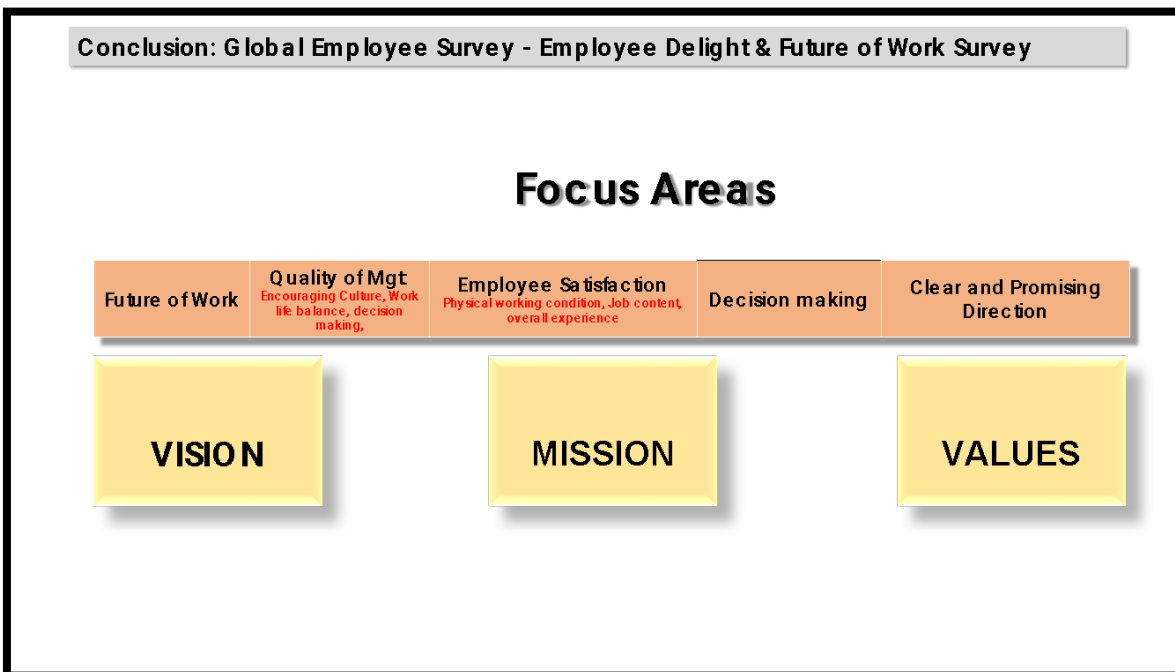 Conclusion: Global Employee Survey - Employee Delight & Future of Work Survey
Focus Areas
Future of Work
Quality of Mgt
Encouraging Culture, Work
life balance, decision
making,
Employee Satisfaction
Physical working condition, Job content,
overall experience
Decision making
Clear and Promising
Direction
VISION
MISSION
VALUES